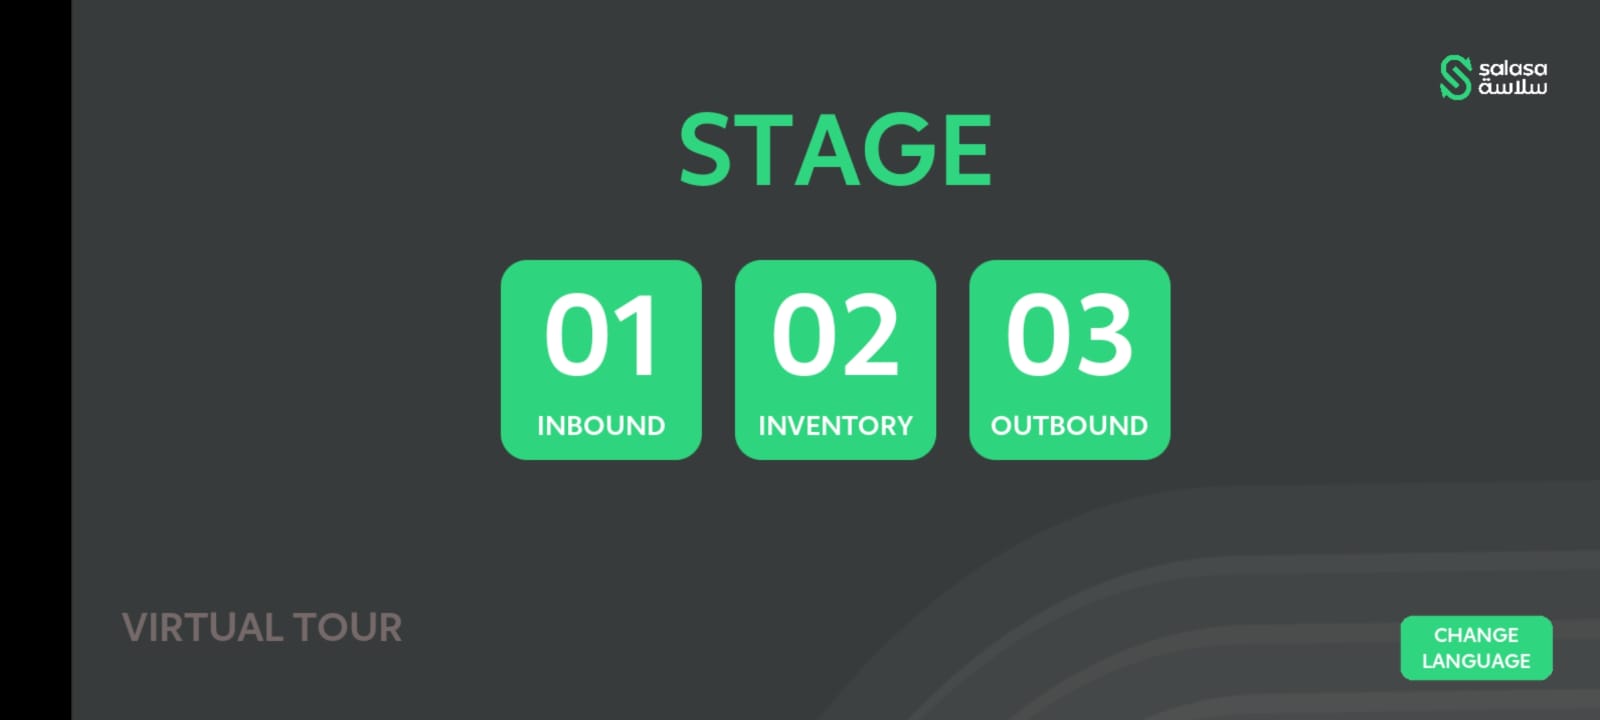 salasa
سلاسة
STAGE
01
INBOUND
02
INVENTORY
03
OUTBOUND
VIRTUAL TOUR
CHANGE
LANGUAGE